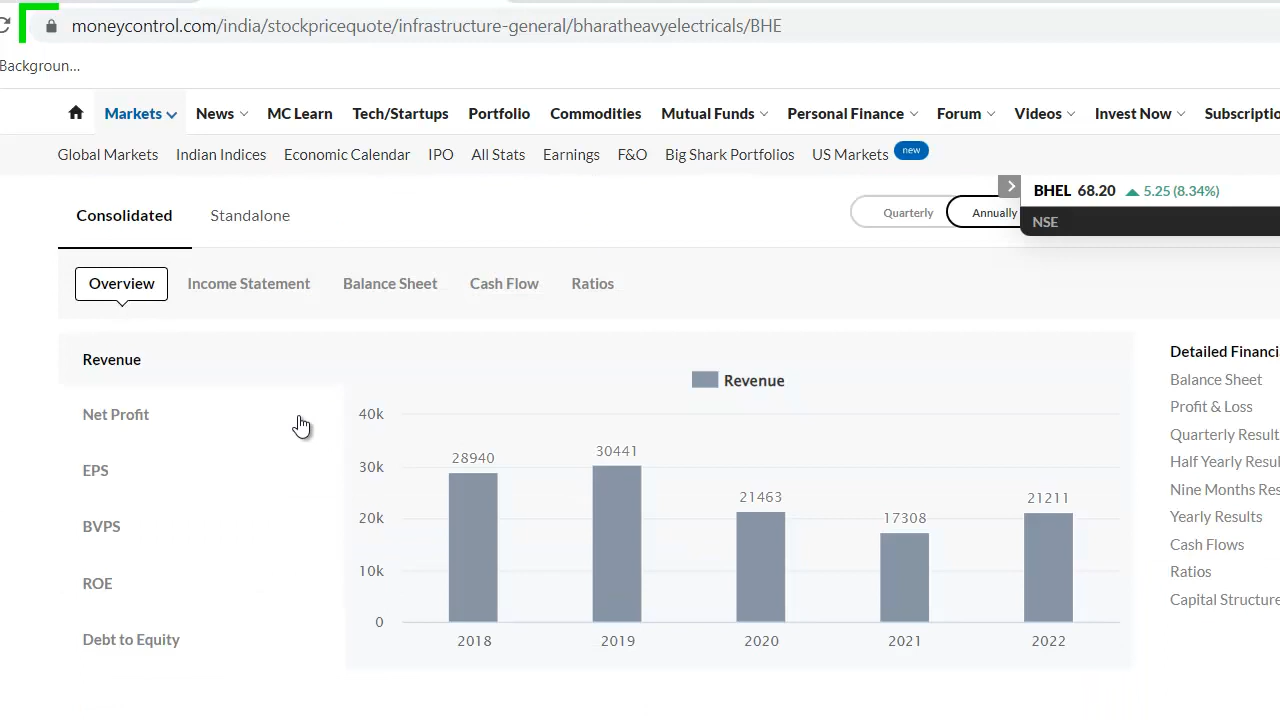 moneycontrol.com/india/stockpricequote/infrastructure-general/bharatheavyelectricals/BHE
Backgroun...
Markets News MC Learn Tech/Startups Portfolio Commodities Mutual Funds Personal Finance Forum Videos Invest Now Subscriptio
Global Markets Indian Indices Economic Calendar IPO All Stats Earnings F&O Big Shark Portfolios US Markets new
BHEL 68.20 5.25 (8.34%)
NSE
Consolidated Standalone Quarterly Annually
Overview Income Statement Balance Sheet Cash Flow Ratios
Revenue
Net Profit
EPS
BVPS
ROE
Debt to Equity
Revenue
40k
30k
20k
10k
0
28940 30441 21463 17308 21211
2018 2019 2020 2021 2022
Detailed Financi
Balance Sheet
Profit & Loss
Quarterly Result
Half Yearly Resul
Nine Months Res
Yearly Results
Cash Flows
Ratios
Capital Structure